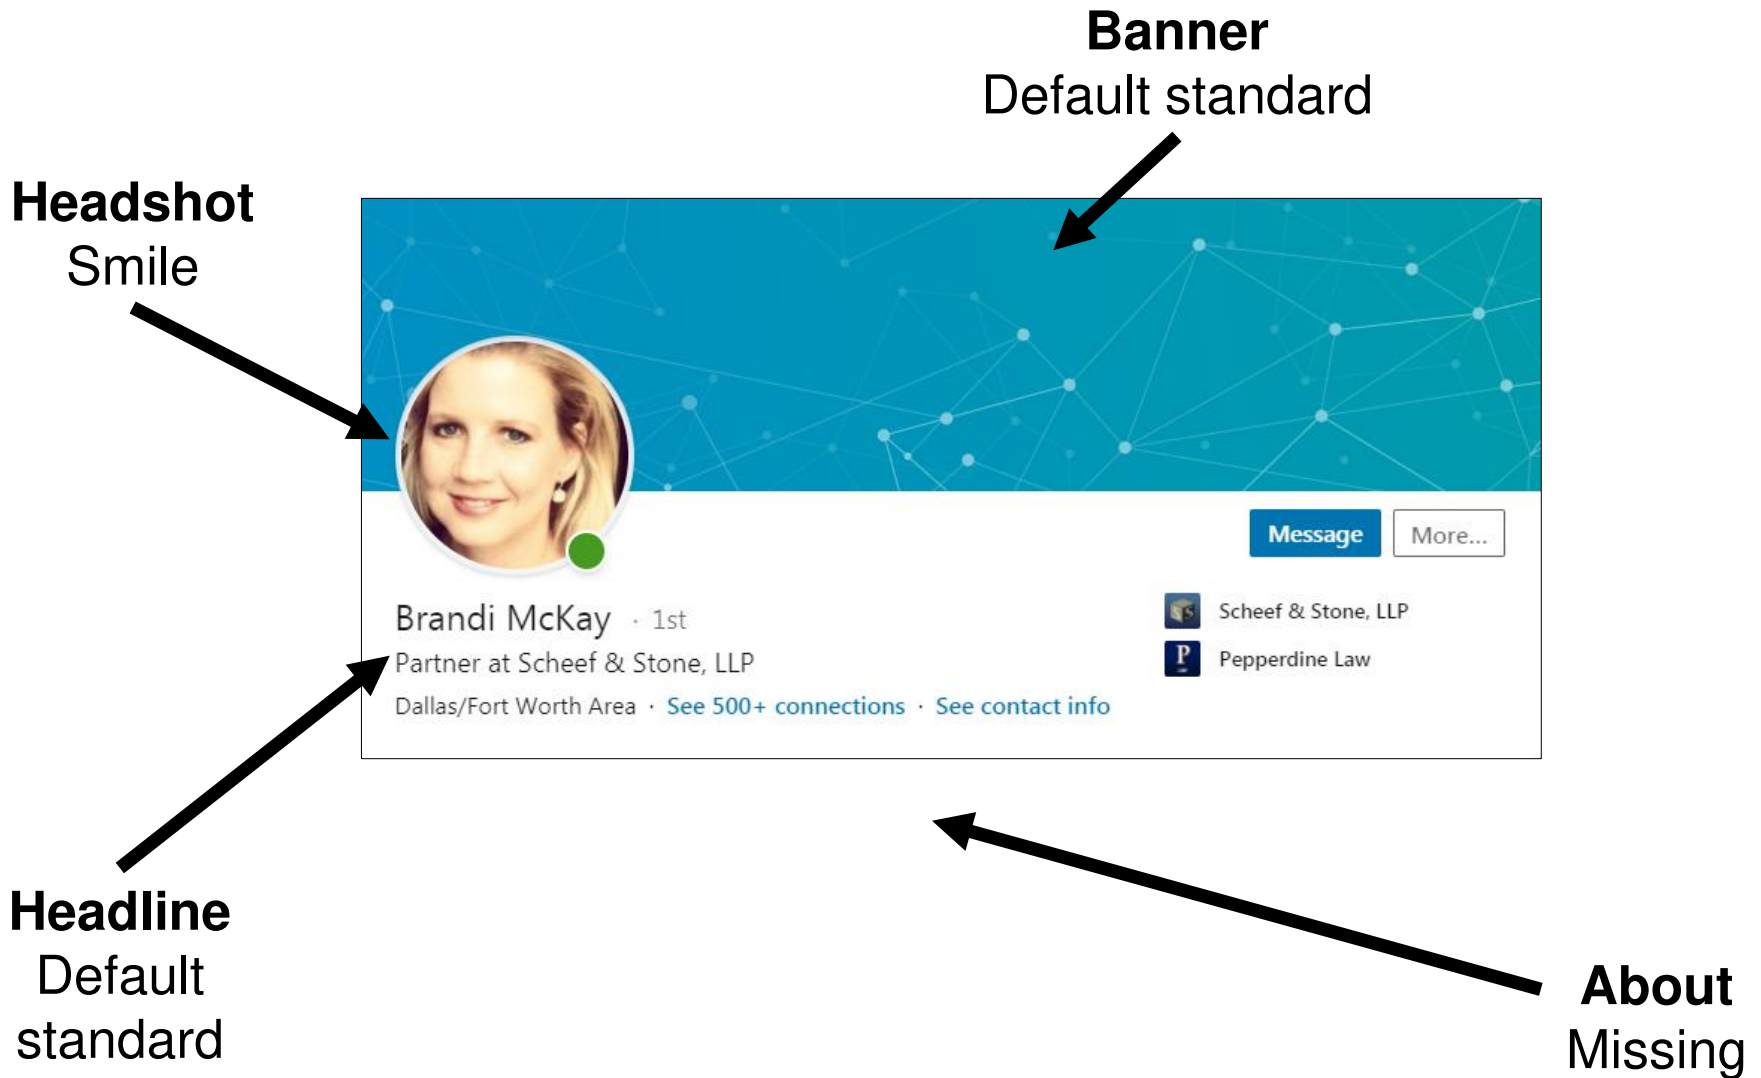 Banner
Default standard
Headshot
Smile
Message
More...
Brandi McKay · 1st
Partner at Scheef & Stone, LLP
Dallas/Fort Worth Area · See 500+ connections · See contact info
S Scheef & Stone, LLP
P Pepperdine Law
Headline
Default
standard
About
Missing